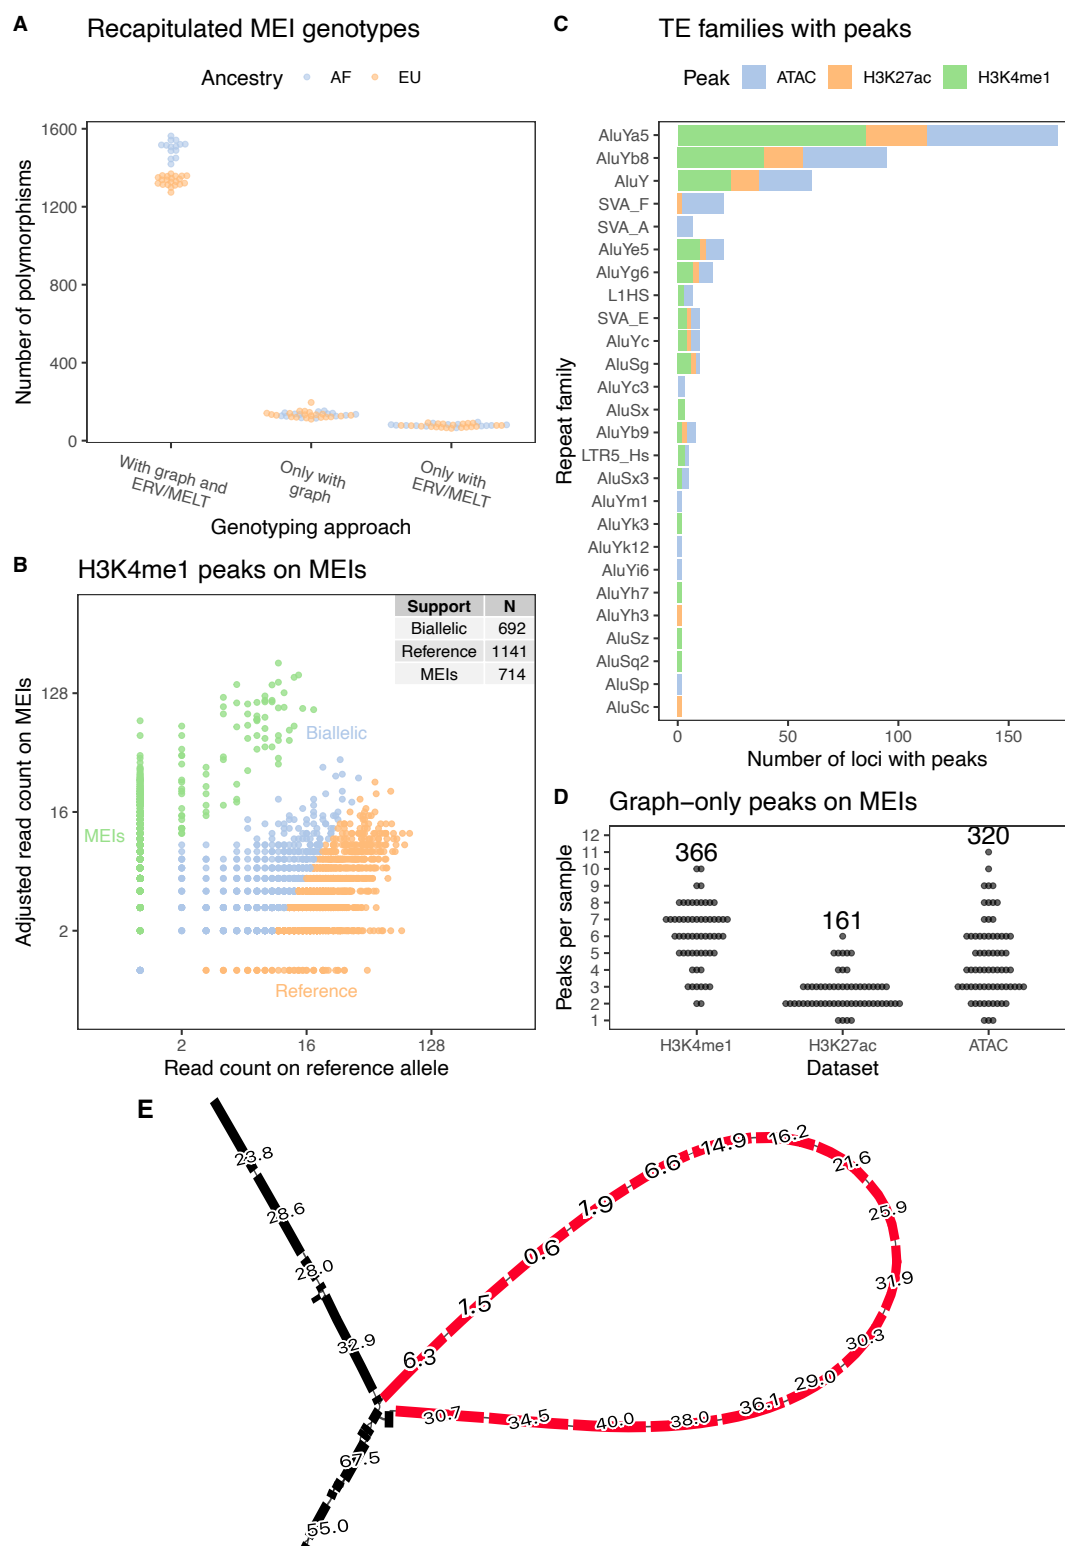 A
Recapitulated MEI genotypes
Ancestry AF EU
Number of polymorphisms
1600
1200
800
400
0
With graph and
ERV/MELT
Only with
graph
Only with
ERV/MELT
Genotyping approach
B
H3K4me1 peaks on MEIs
Support N
Biallelic 692
Reference 1141
MEIs 714
Adjusted read count on MEIs
128
16
2
Biallelic
MEIs
Reference
2 16 128
Read count on reference allele
C
TE families with peaks
Peak ATAC H3K27ac H3K4me1
Repeat family
AluYa5
AluYb8
AluY
SVA_F
SVA_A
AluYe5
AluYg6
L1HS
SVA_E
AluYc
AluSg
AluYc3
AluSx
AluYb9
LTR5_Hs
AluSx3
AluYm1
AluYk3
AluYk12
AluYi6
AluYh7
AluYh3
AluSz
AluSq2
AluSp
AluSc
0 50 100 150
Number of loci with peaks
D
Graph−only peaks on MEIs
Peaks per sample
12
11
10
9
8
7
6
5
4
3
2
1
366
161
320
H3K4me1 H3K27ac ATAC
Dataset
E
23.8
28.6
28.0
32.9
67.5
55.0
6.3
1.5
0.6
1.9
6.6
14.9
16.2
21.6
25.9
31.9
30.3
29.0
36.1
38.0
40.0
34.5
30.7